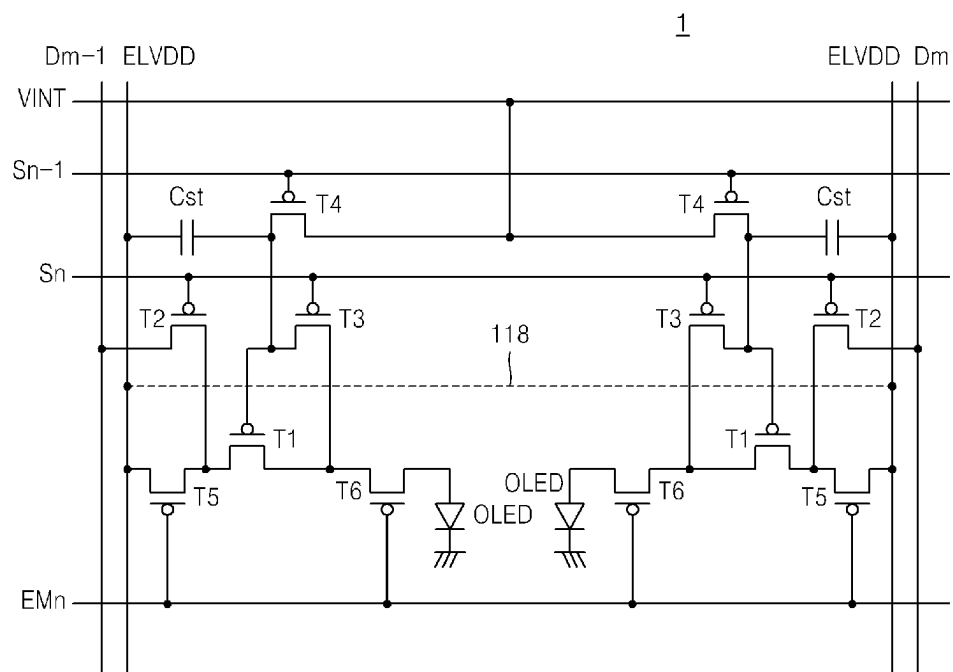 1
Dm-1 ELVDD ELVDD Dm
VINT
Sn-1
Cst T4 T4 Cst
Sn
T2 T3 118 T3 T2
T1 T1
T5 T6 OLED OLED T6 T5
EMn